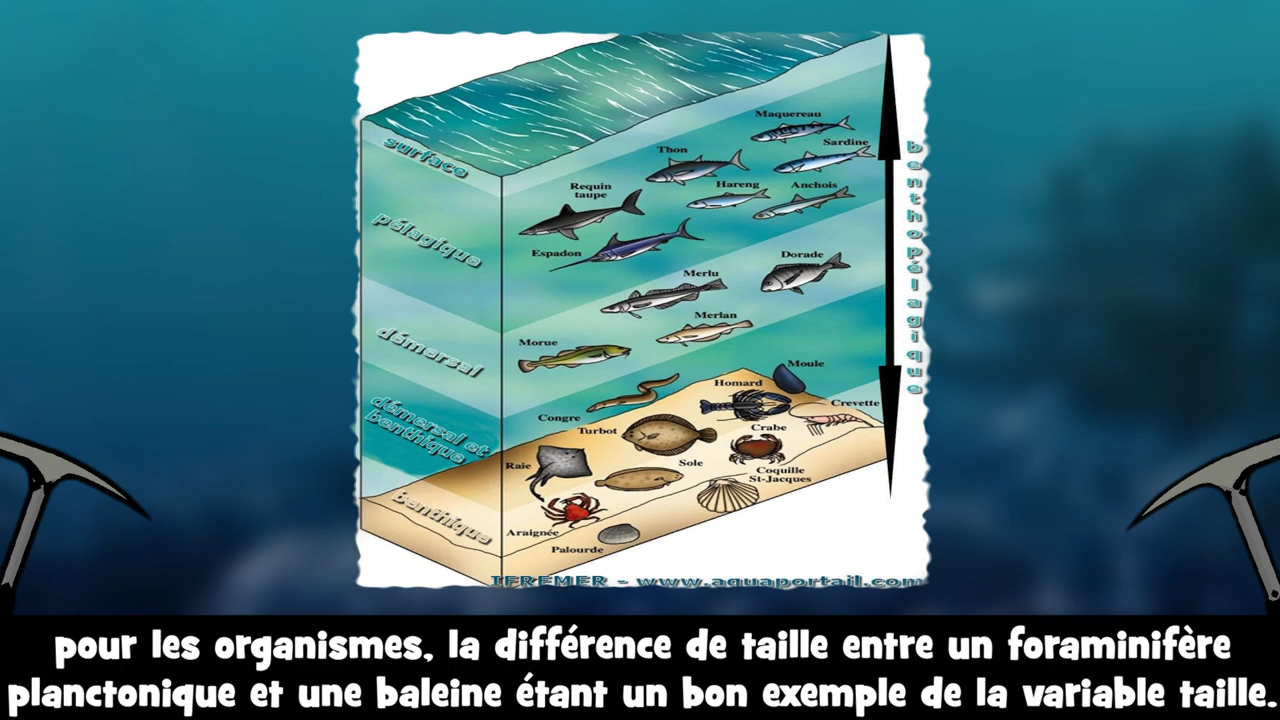 Maquereau
Sardine
Thon
surface
Hareng
Anchois
Requin
taupe
pélagique
Espadon
Dorade
Merlu
Merlan
démersal
Morue
benthopélagique
Moule
Homard
Crevette
Congre
démersal et
benthique
Turbot
Crabe
Raie
Sole
Coquille
St-Jacques
benthique
Araignée
Palourde
IFREMER - www.aquaportail.com
pour les organismes, la différence de taille entre un foraminifère
planctonique et une baleine étant un bon exemple de la variable taille.